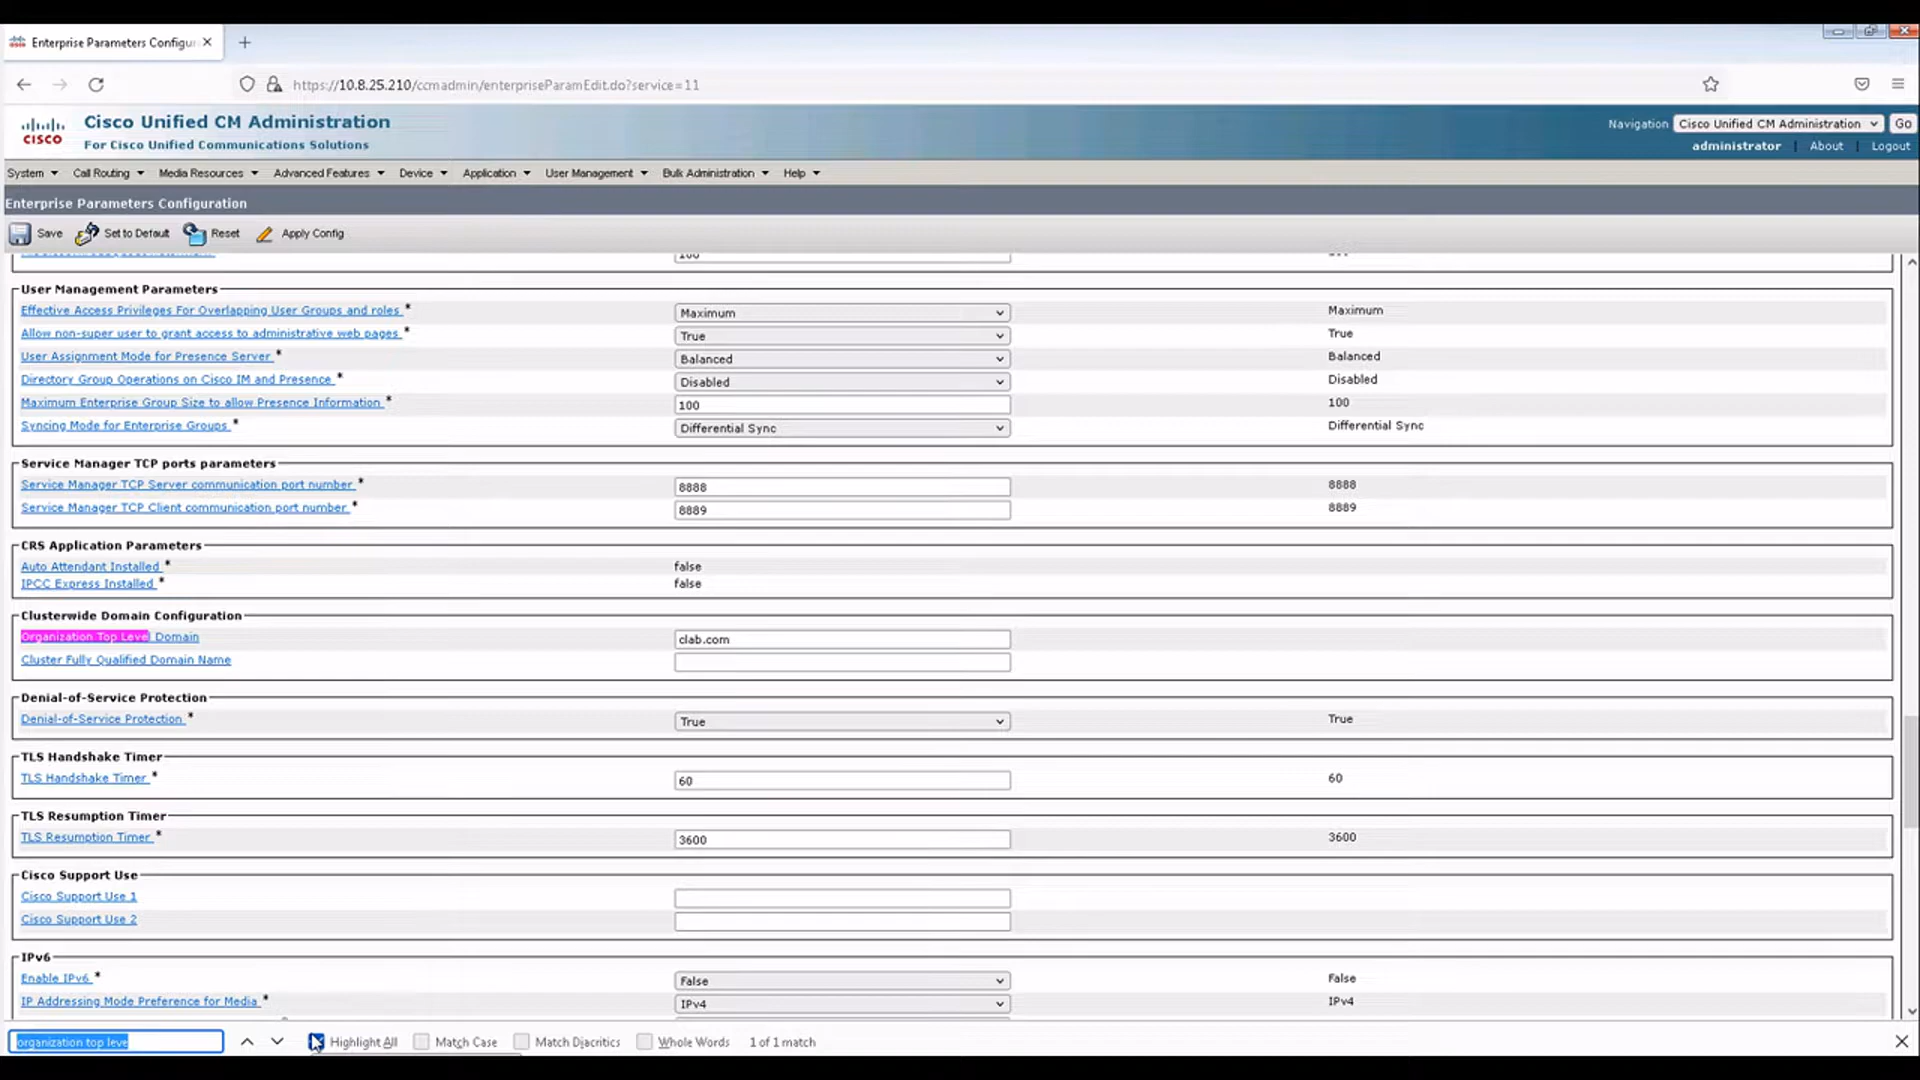 Enterprise Parameters Configur
https://10.8.25.210/ccmadmin/enterpriseParamEdit.do?service=11
CISCO
Cisco Unified CM Administration
For Cisco Unified Communications Solutions
Navigation Cisco Unified CM Administration Go
administrator | About | Logout
System Call Routing Media Resources Advanced Features Device Application User Management Bulk Administration Help
Enterprise Parameters Configuration
Save Set to Default Reset Apply Config
User Management Parameters
Effective Access Privileges For Overlapping User Groups and roles * Maximum Maximum
Allow non-super user to grant access to administrative web pages * True True
User Assignment Mode for Presence Server * Balanced Balanced
Directory Group Operations on Cisco IM and Presence * Disabled Disabled
Maximum Enterprise Group Size to allow Presence Information * 100 100
Syncing Mode for Enterprise Groups * Differential Sync Differential Sync
Service Manager TCP ports parameters
Service Manager TCP Server communication port number * 8888 8888
Service Manager TCP Client communication port number * 8889 8889
CRS Application Parameters
Auto Attendant Installed * false
IPCC Express Installed * false
Clusterwide Domain Configuration
Organization Top Level Domain clab.com
Cluster Fully Qualified Domain Name
Denial-of-Service Protection
Denial-of-Service Protection * True True
TLS Handshake Timer
TLS Handshake Timer * 60 60
TLS Resumption Timer
TLS Resumption Timer * 3600 3600
Cisco Support Use
Cisco Support Use 1
Cisco Support Use 2
IPv6
Enable IPv6 * False False
IP Addressing Mode Preference for Media * IPv4 IPv4
organization top leve Highlight All Match Case Match Diacritics Whole Words 1 of 1 match